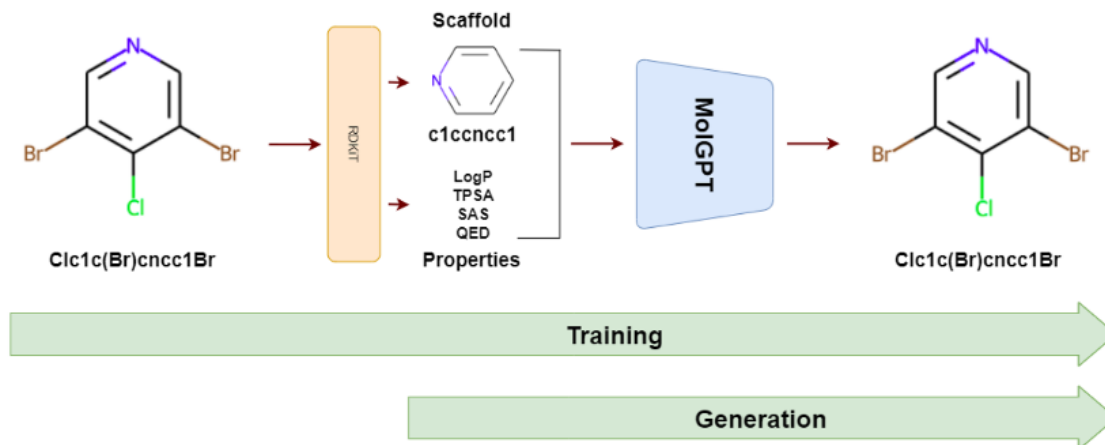 N
Br
Br
Cl
Clc1c(Br)cncc1Br
RDKiT
Scaffold
N
c1ccncc1
LogP
TPSA
SAS
QED
Properties
MolGPT
N
Br
Br
Cl
Clc1c(Br)cncc1Br
Training
Generation